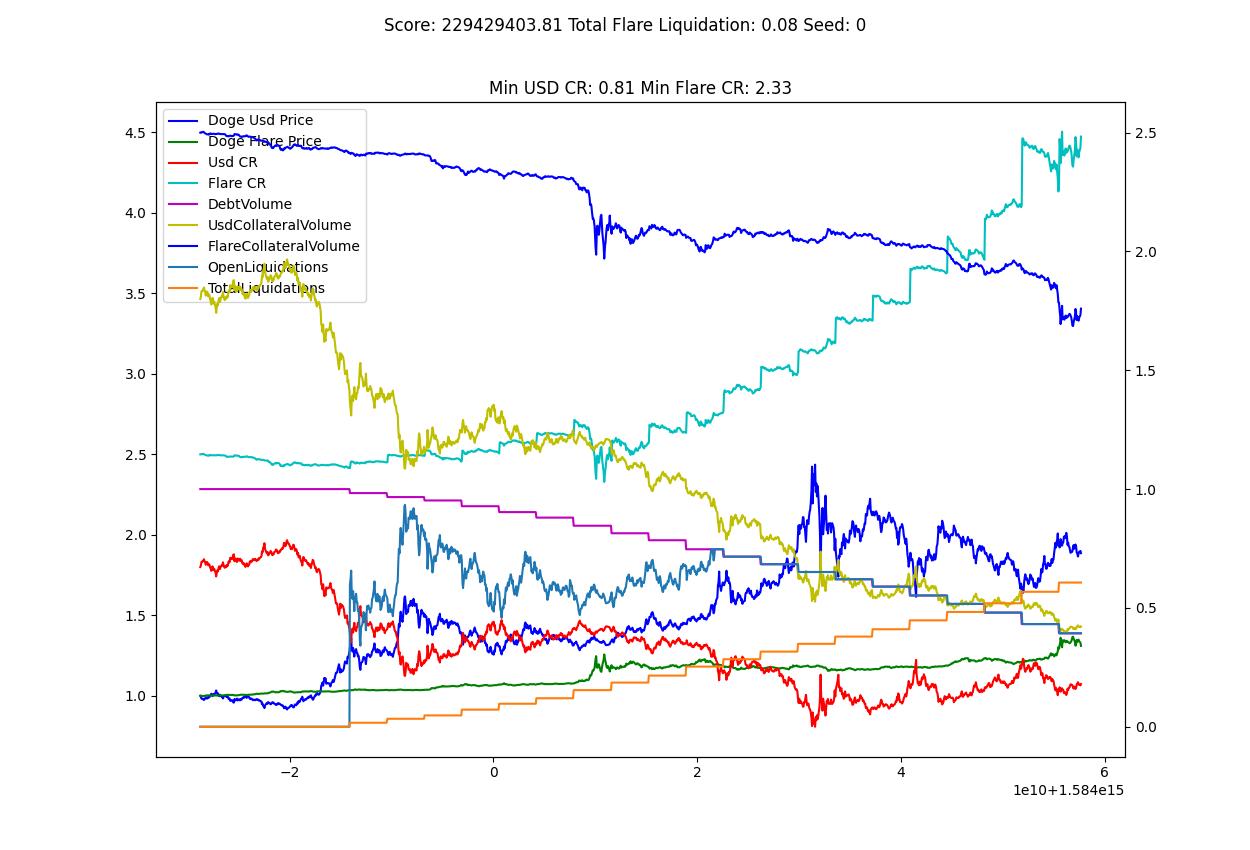 Score: 229429403.81 Total Flare Liquidation: 0.08 Seed: 0
Min USD CR: 0.81 Min Flare CR: 2.33
Doge Usd Price
Doge Flare Price
Usd CR
Flare CR
DebtVolume
UsdCollateralVolume
FlareCollateralVolume
OpenLiquidations
TotalLiquidations
4.5
4.0
3.5
3.0
2.5
2.0
1.5
1.0
2.5
2.0
1.5
1.0
0.5
0.0
−2
0
2
4
6
1e10+1.584e15